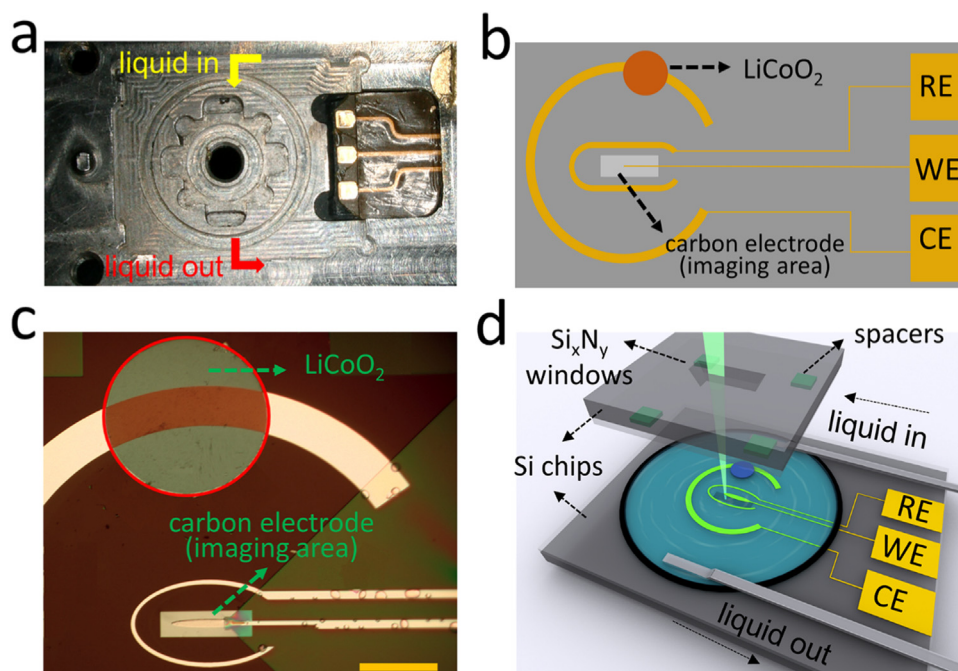 a
liquid in
liquid out
b
LiCoO2
RE
WE
CE
carbon electrode
(imaging area)
c
LiCoO2
carbon electrode
(imaging area)
d
SixNy
windows
spacers
liquid in
Si chips
RE
WE
CE
liquid out